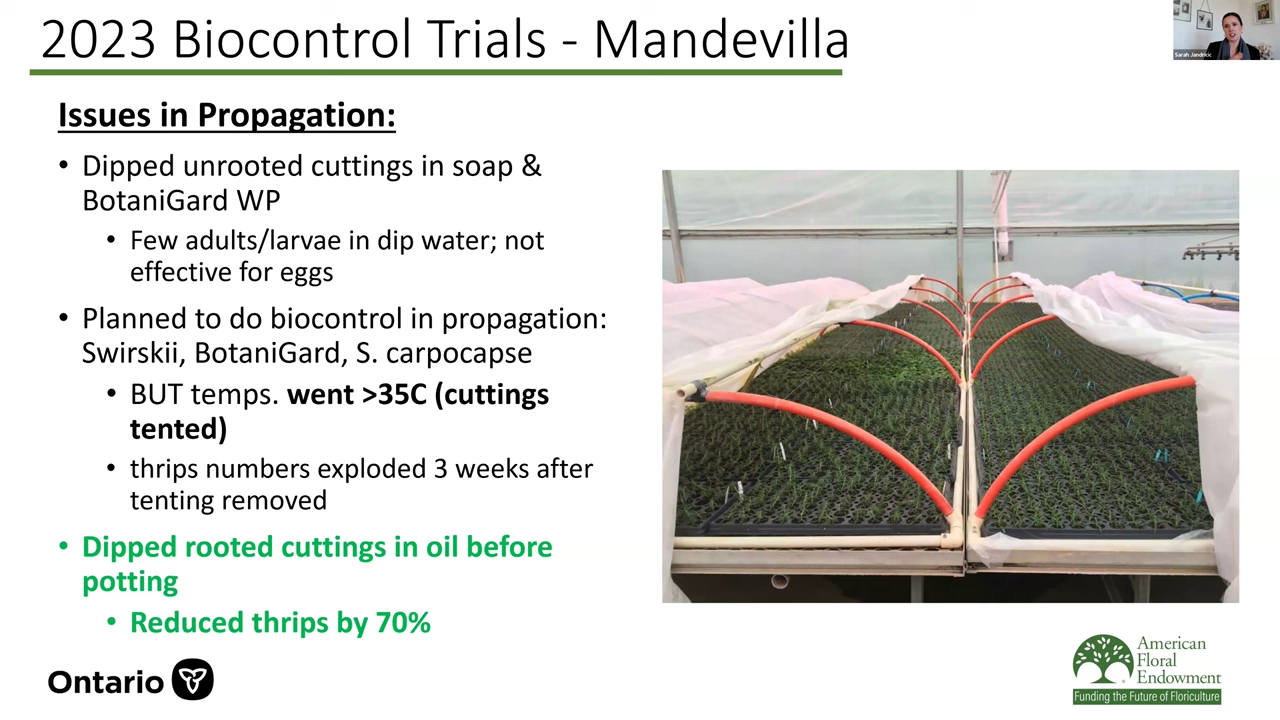 2023 Biocontrol Trials - Mandevilla
Sarah Jandricic
Issues in Propagation:
• Dipped unrooted cuttings in soap &
BotaniGard WP
• Few adults/larvae in dip water; not
effective for eggs
• Planned to do biocontrol in propagation:
Swirskii, BotaniGard, S. carpocapse
• BUT temps. went >35C (cuttings
tented)
• thrips numbers exploded 3 weeks after
tenting removed
• Dipped rooted cuttings in oil before
potting
• Reduced thrips by 70%
Ontario
American
Floral
Endowment
Funding the Future of Floriculture